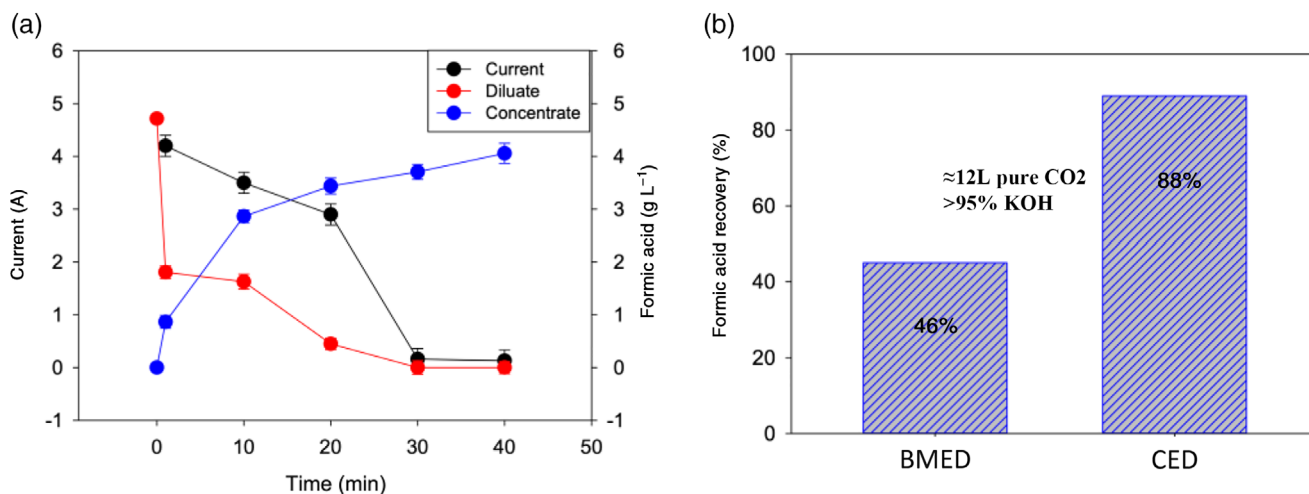 (a)
6
5
4
3
2
1
0
-1
Current (A)
Current
Diluate
Concentrate
6
5
4
3
2
1
0
-1
Formic acid (g L⁻¹)
0 10 20 30 40 50
Time (min)
(b)
100
80
60
40
20
0
Formic acid recovery (%)
≈12L pure CO2
>95% KOH
46%
88%
BMED CED